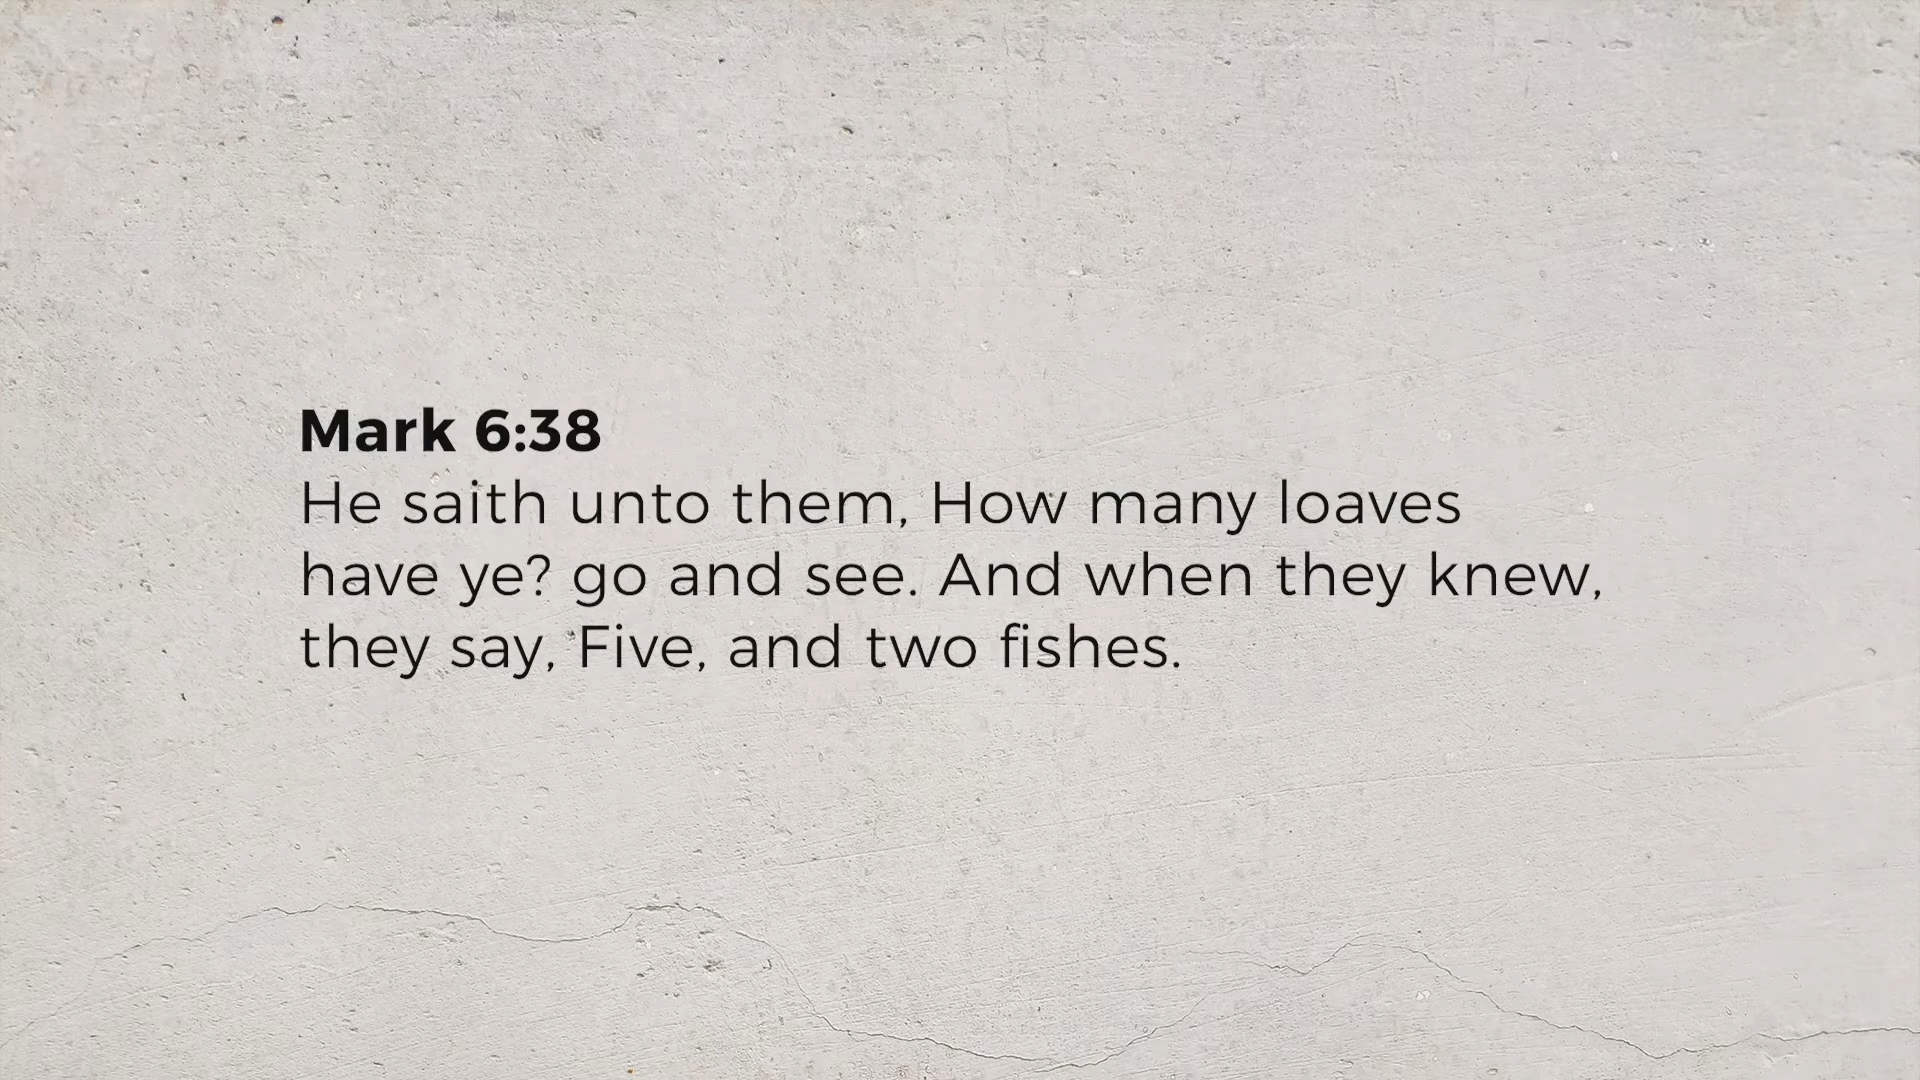 Mark 6:38
He saith unto them, How many loaves
have ye? go and see. And when they knew,
they say, Five, and two fishes.